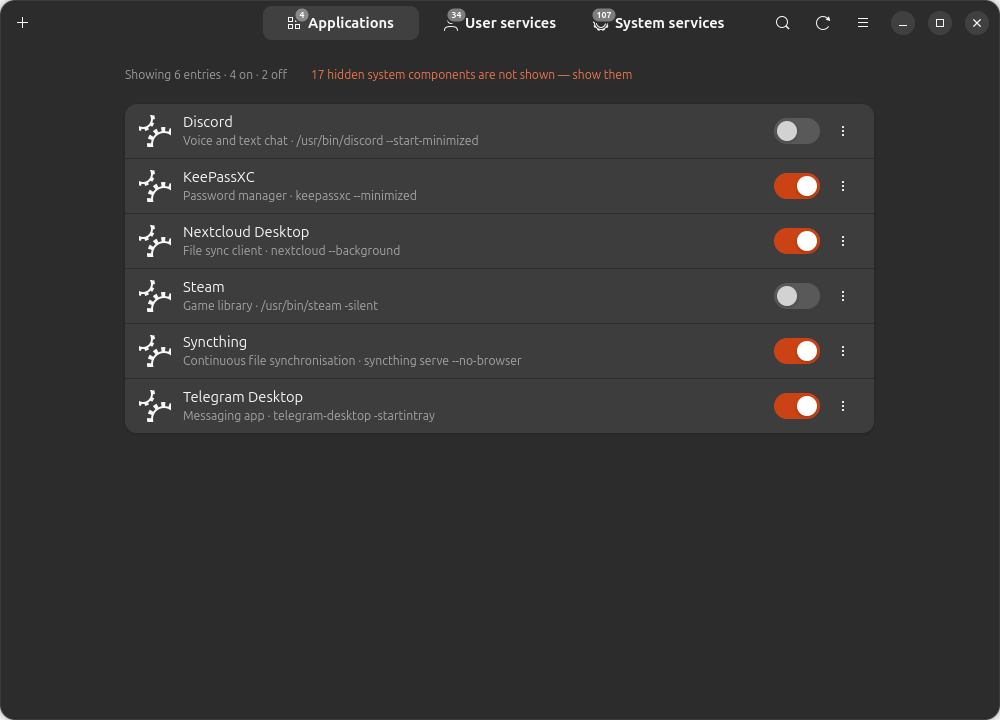 4
Applications
34
User services
107
System services
Showing 6 entries · 4 on · 2 off
17 hidden system components are not shown — show them
Discord
Voice and text chat · /usr/bin/discord --start-minimized
KeePassXC
Password manager · keepassxc --minimized
Nextcloud Desktop
File sync client · nextcloud --background
Steam
Game library · /usr/bin/steam -silent
Syncthing
Continuous file synchronisation · syncthing serve --no-browser
Telegram Desktop
Messaging app · telegram-desktop -startintray